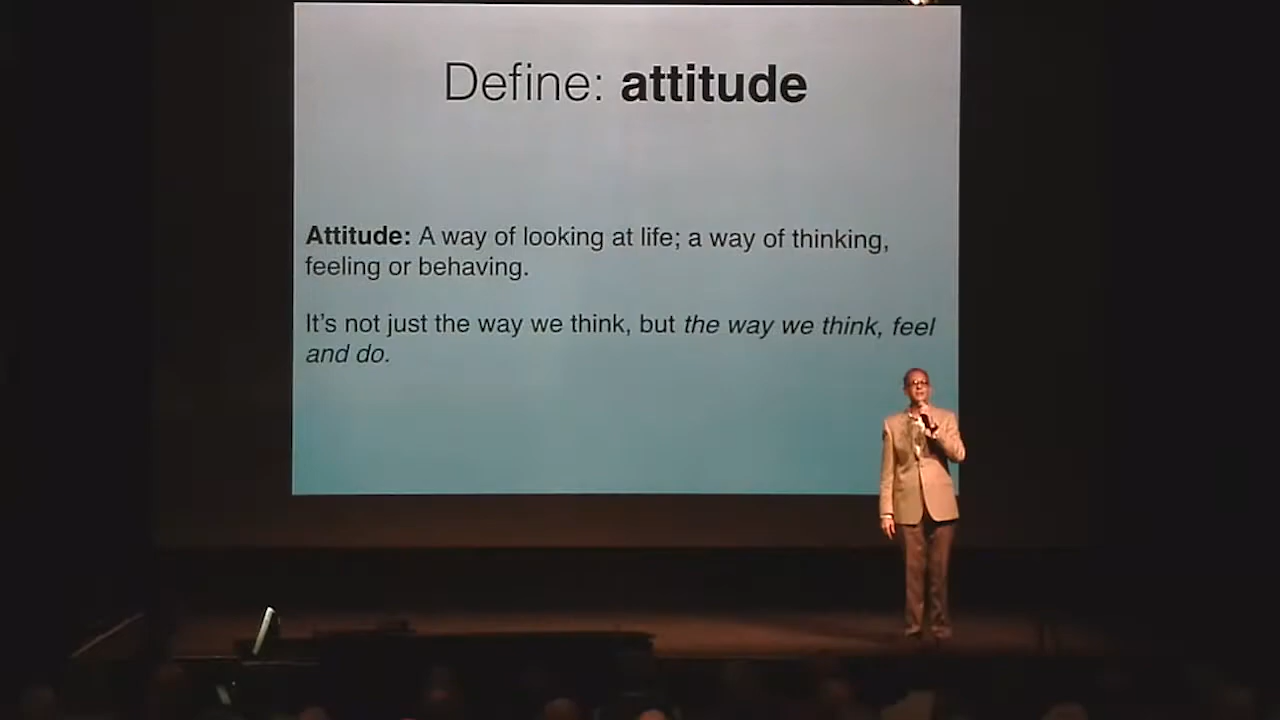 Define: attitude
Attitude: A way of looking at life; a way of thinking,
feeling or behaving.
It's not just the way we think, but the way we think, feel
and do.